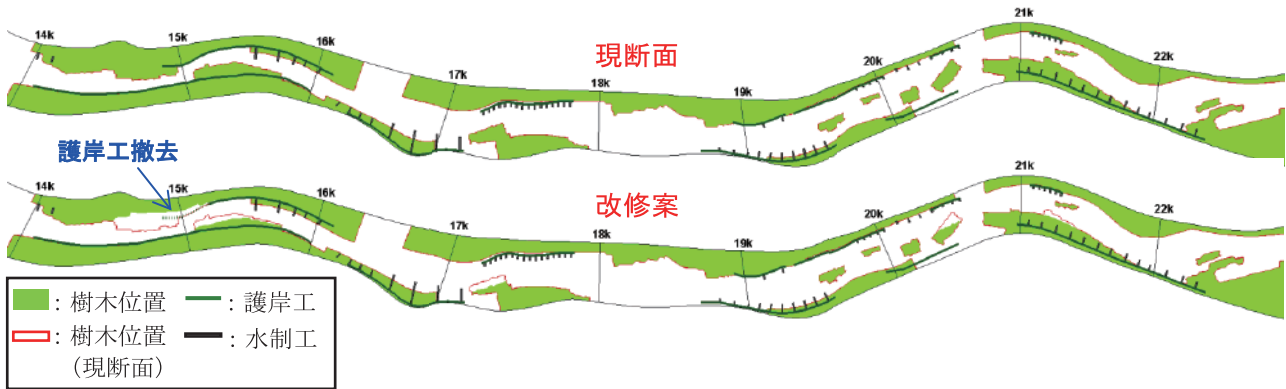 14k
15k
16k
17k
18k
19k
20k
21k
22k
現断面
護岸工撤去
14k
15k
16k
17k
18k
19k
20k
21k
22k
改修案
：樹木位置
：護岸工
：樹木位置
（現断面）
：水制工